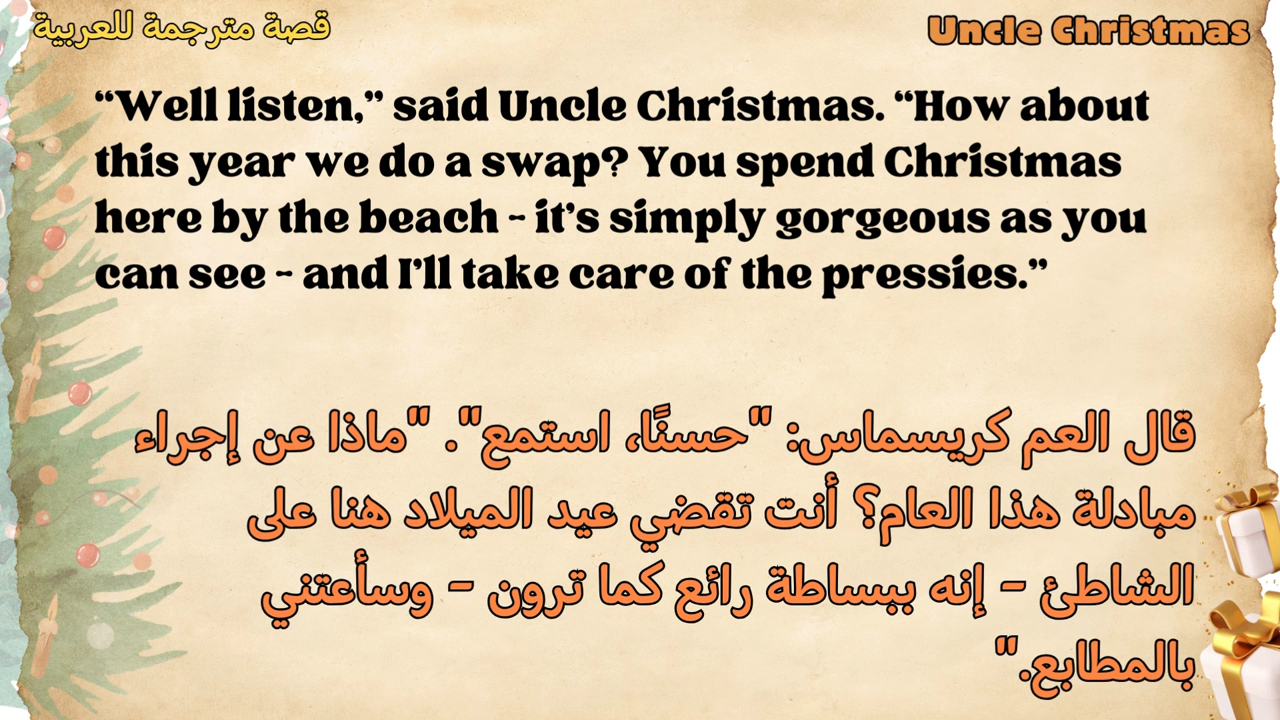 قصة مترجمة للعربية
Uncle Christmas
“Well listen,” said Uncle Christmas. “How about
this year we do a swap? You spend Christmas
here by the beach - it’s simply gorgeous as you
can see - and I’ll take care of the pressies.”
قال العم كريسماس: "حسنًا، استمع". "ماذا عن إجراء
مبادلة هذا العام؟ أنت تقضي عيد الميلاد هنا على
الشاطئ - إنه ببساطة رائع كما ترون - وسأعتني
بالمطابع."